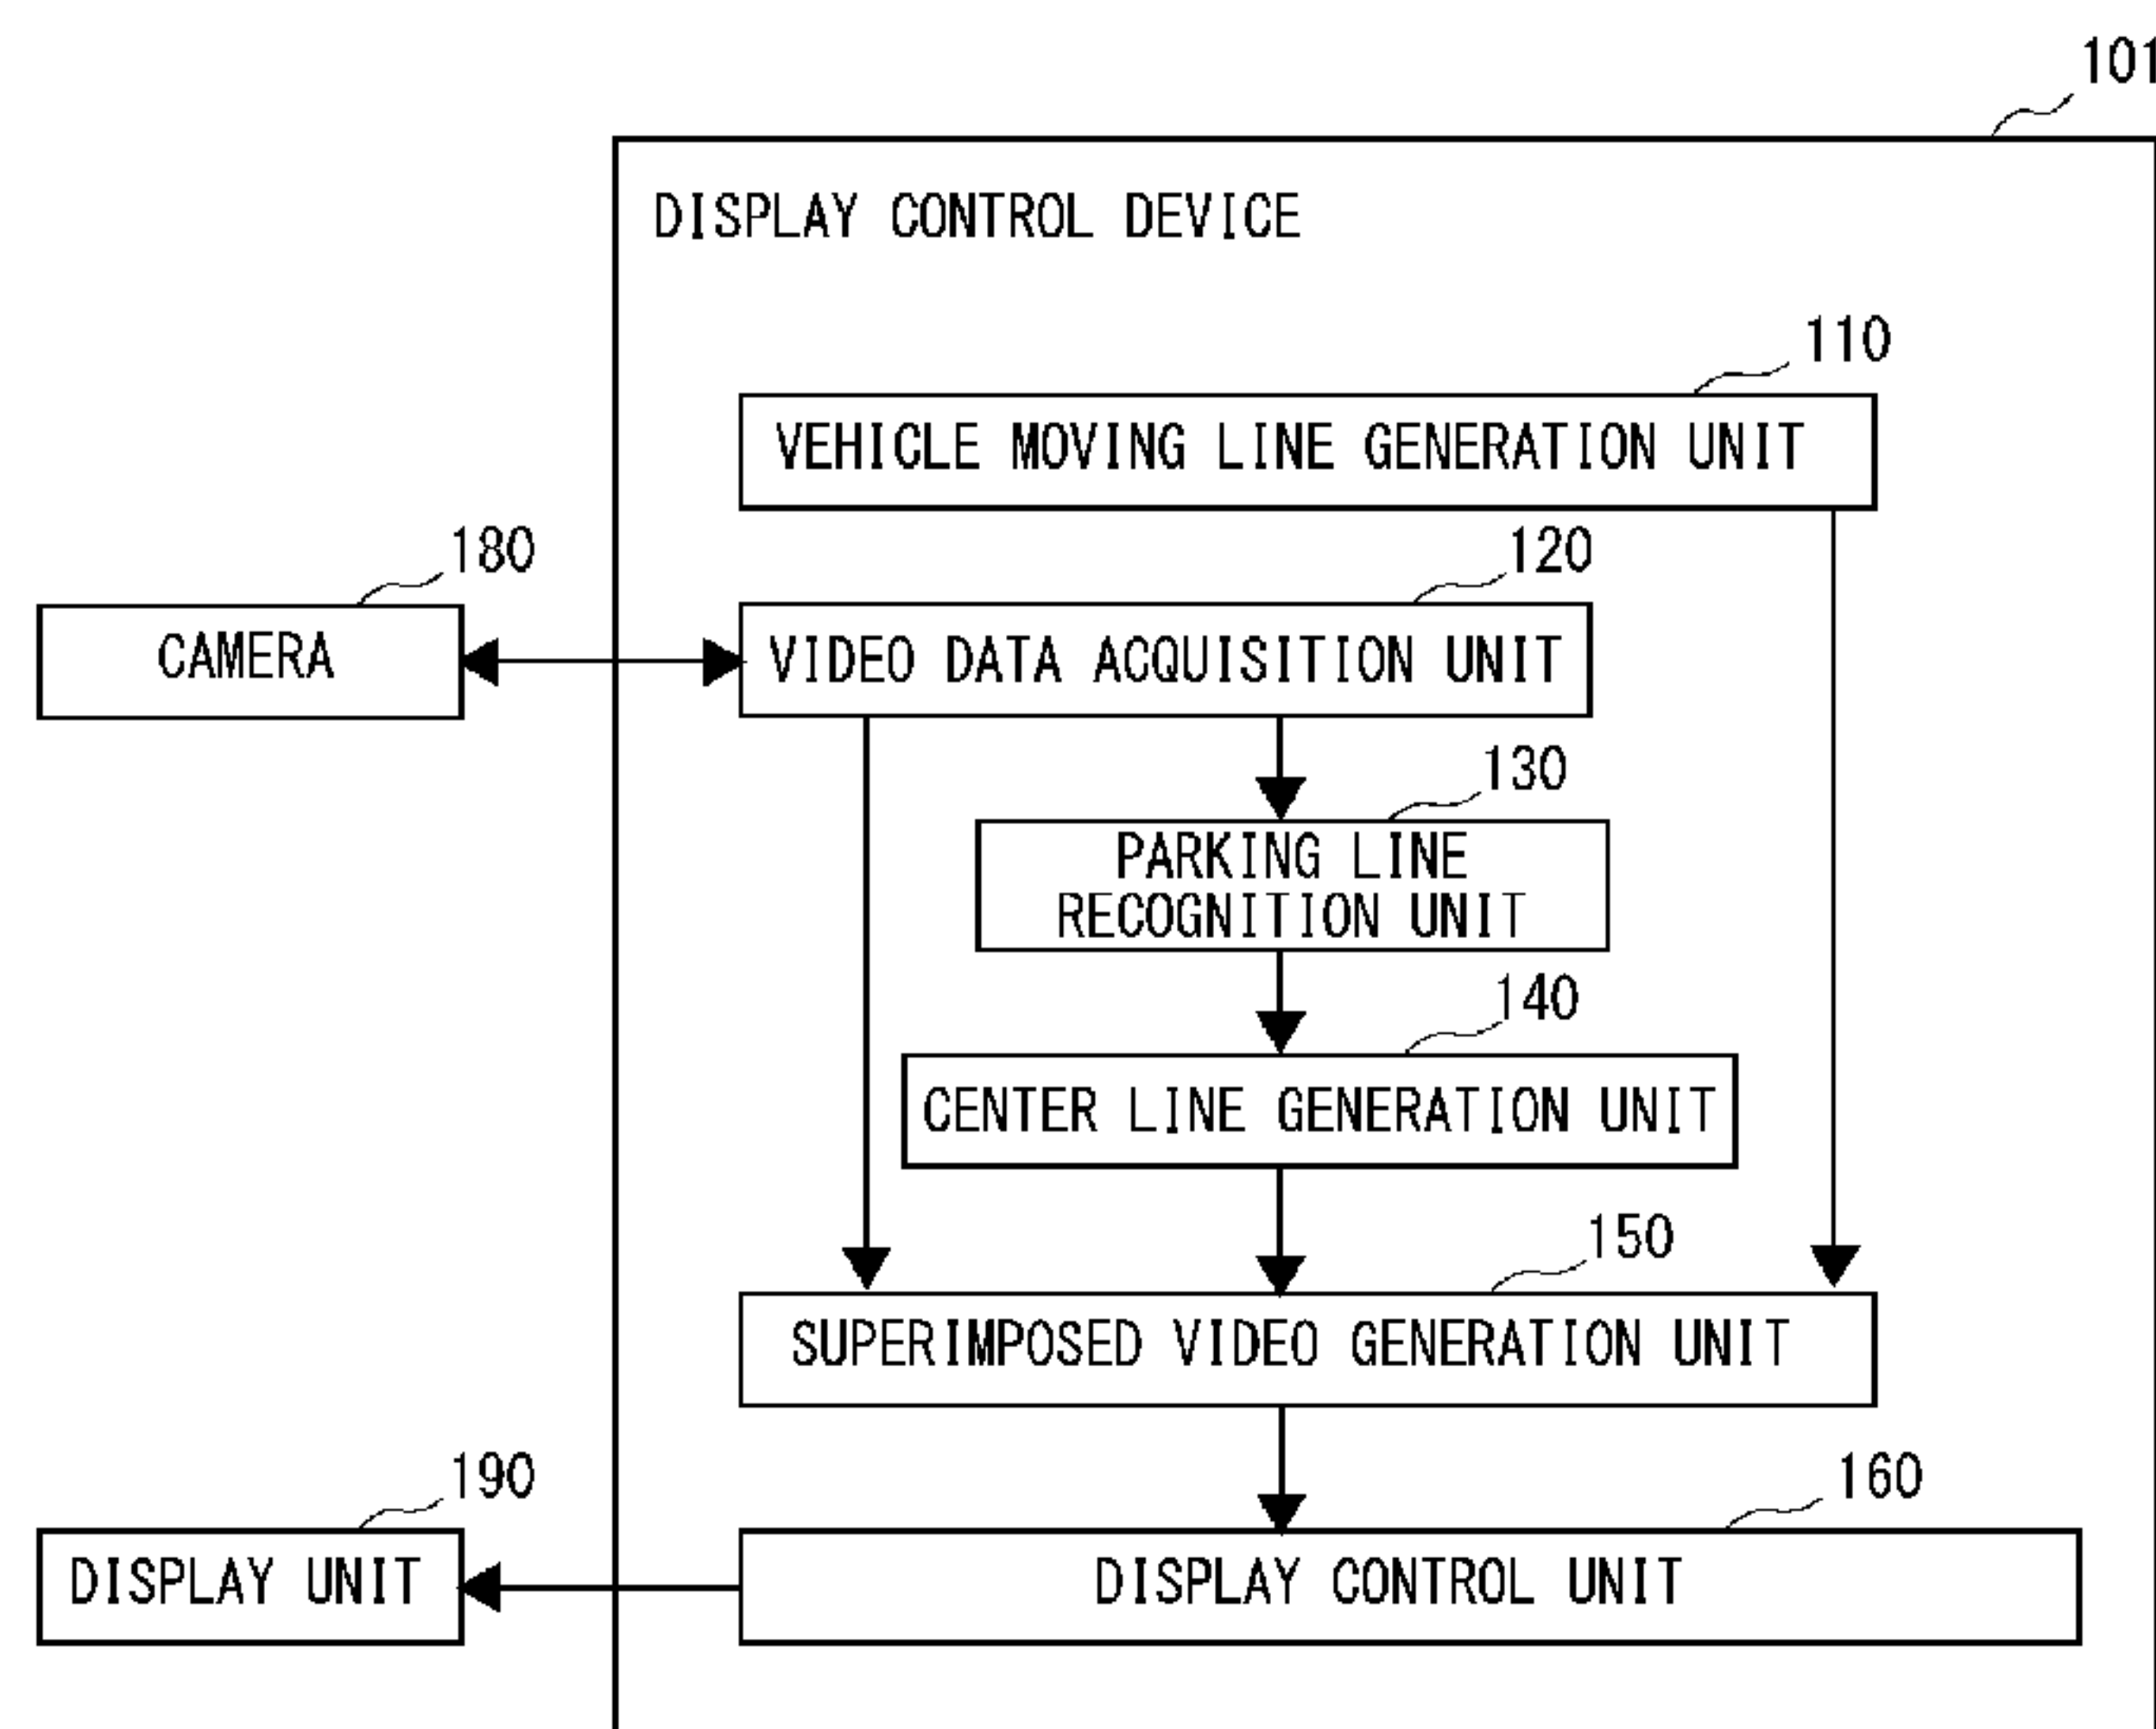 101
DISPLAY CONTROL DEVICE
110
VEHICLE MOVING LINE GENERATION UNIT
180
120
CAMERA
VIDEO DATA ACQUISITION UNIT
130
PARKING LINE
RECOGNITION UNIT
140
CENTER LINE GENERATION UNIT
150
SUPERIMPOSED VIDEO GENERATION UNIT
190
160
DISPLAY UNIT
DISPLAY CONTROL UNIT